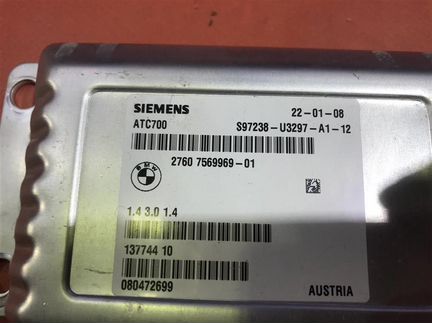 SIEMENS 22-01-08
ATC700 S97238-U3297-A1-12
BMW 2760 7569969-01
1.4 3.0 1.4
137744 10
080472699 AUSTRIA